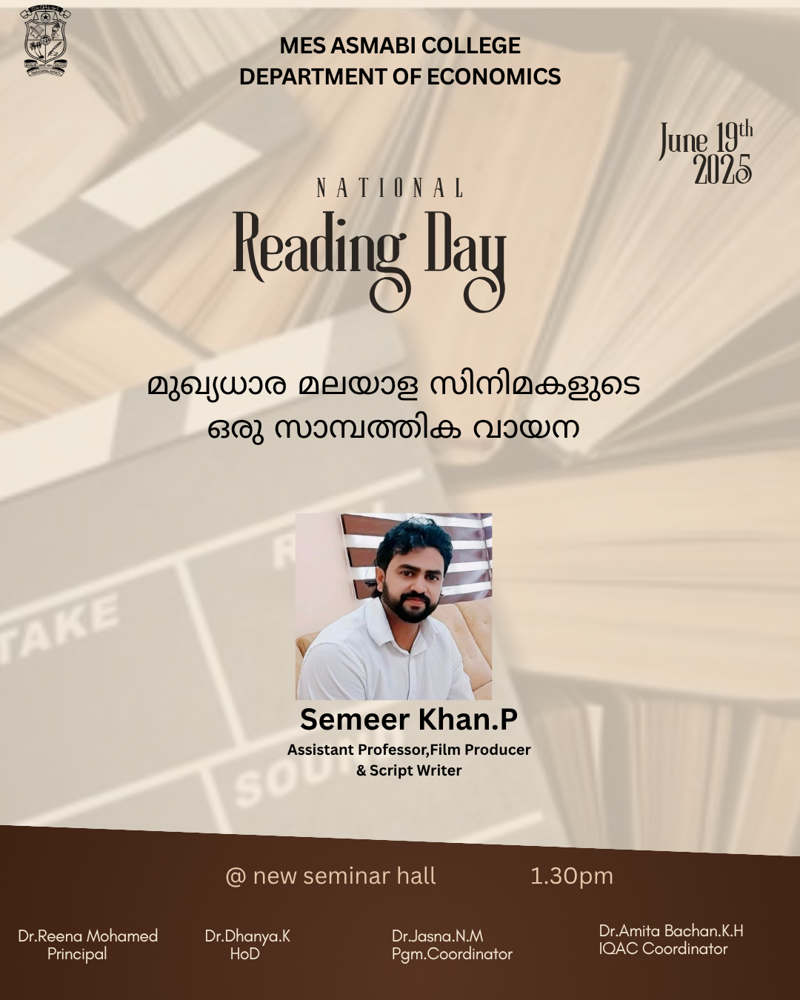 MES ASMABI COLLEGE
DEPARTMENT OF ECONOMICS
June 19th
2025
NATIONAL
Reading Day
മുഖ്യധാര മലയാള സിനിമകളുടെ
ഒരു സാമ്പത്തിക വായന
TAKE
Semeer Khan.P
Assistant Professor,Film Producer
& Script Writer
@ new seminar hall 1.30pm
Dr.Reena Mohamed
Principal
Dr.Dhanya.K
HoD
Dr.Jasna.N.M
Pgm.Coordinator
Dr.Amita Bachan.K.H
IQAC Coordinator